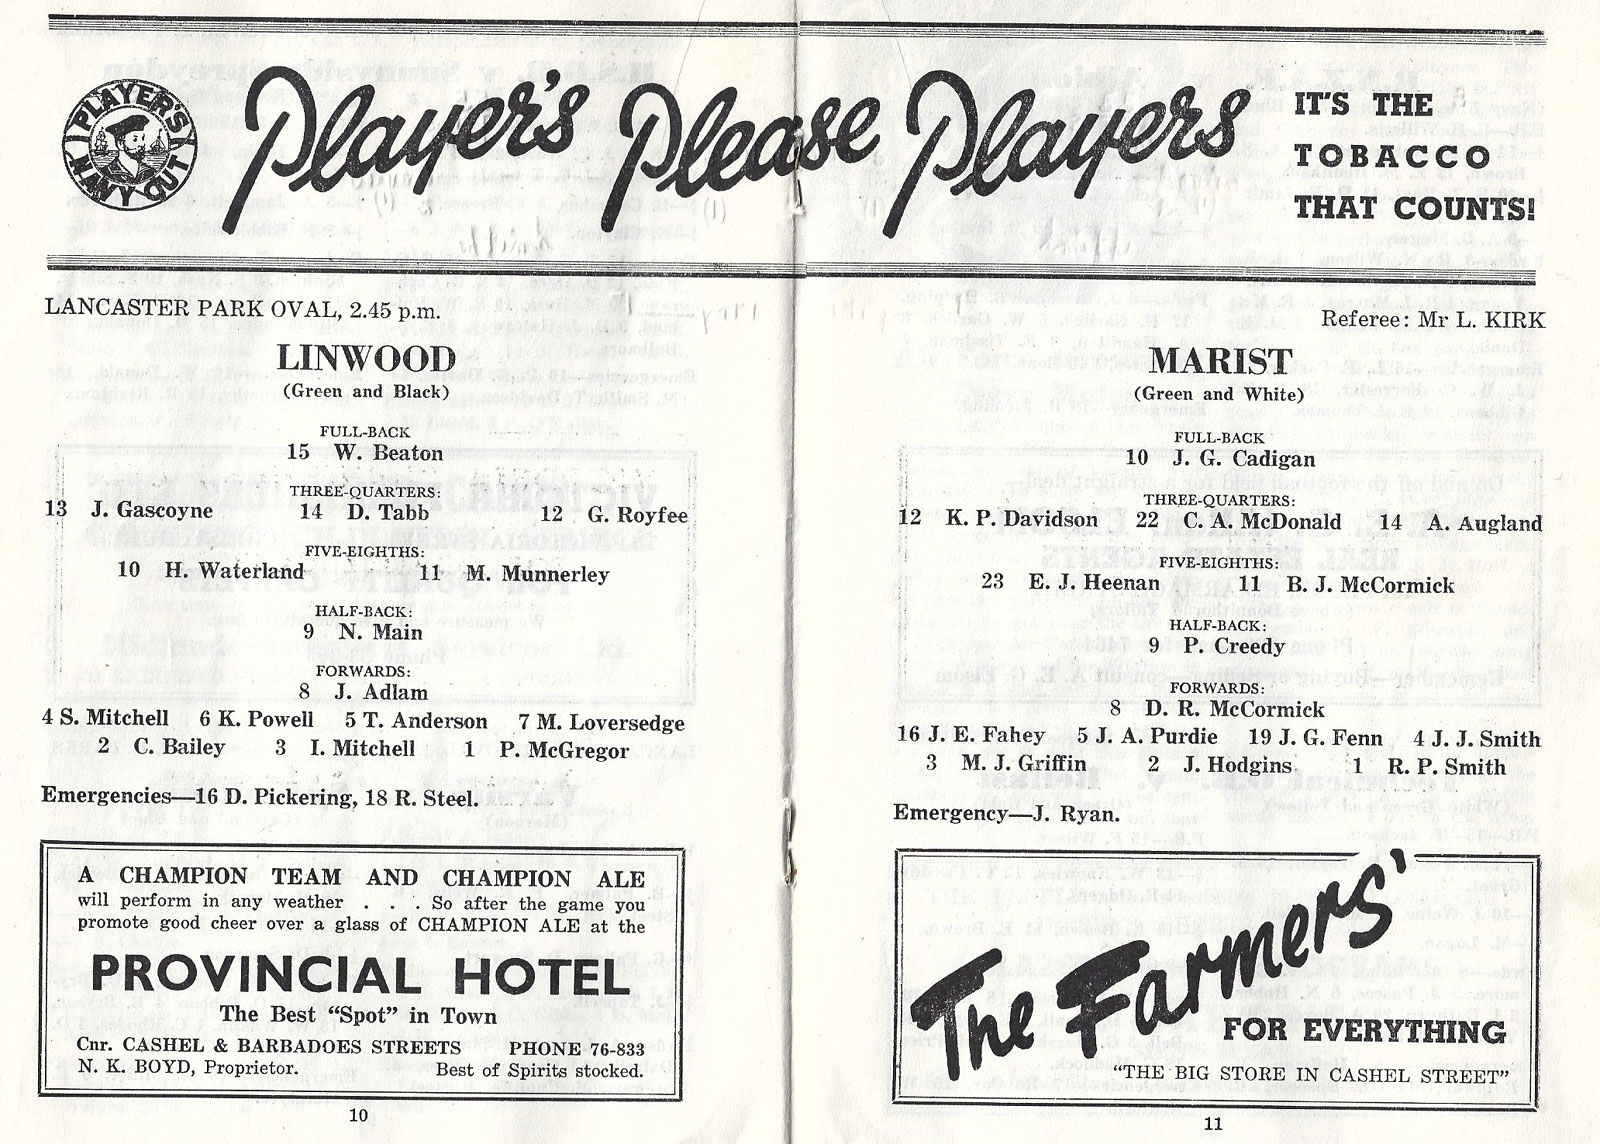 PLAYER'S
NAVY CUT
Player's Please Players
IT'S THE
TOBACCO
THAT COUNTS!
LANCASTER PARK OVAL, 2.45 p.m.
LINWOOD
(Green and Black)
FULL-BACK
15 W. Beaton
THREE-QUARTERS:
13 J. Gascoyne 14 D. Tabb 12 G. Royfee
FIVE-EIGHTHS:
10 H. Waterland 11 M. Munnerley
HALF-BACK:
9 N. Main
FORWARDS:
8 J. Adlam
4 S. Mitchell 6 K. Powell 5 T. Anderson 7 M. Loversedge
2 C. Bailey 3 I. Mitchell 1 P. McGregor
Emergencies—16 D. Pickering, 18 R. Steel.
A CHAMPION TEAM AND CHAMPION ALE
will perform in any weather . . . So after the game you
promote good cheer over a glass of CHAMPION ALE at the
PROVINCIAL HOTEL
The Best "Spot" in Town
Cnr. CASHEL & BARBADOES STREETS PHONE 76-833
N. K. BOYD, Proprietor. Best of Spirits stocked.
10
Referee: Mr L. KIRK
MARIST
(Green and White)
FULL-BACK
10 J. G. Cadigan
THREE-QUARTERS:
12 K. P. Davidson 22 C. A. McDonald 14 A. Augland
FIVE-EIGHTHS:
23 E. J. Heenan 11 B. J. McCormick
HALF-BACK:
9 P. Creedy
FORWARDS:
8 D. R. McCormick
16 J. E. Fahey 5 J. A. Purdie 19 J. G. Fenn 4 J. J. Smith
3 M. J. Griffin 2 J. Hodgins 1 R. P. Smith
Emergency—J. Ryan.
The Farmers'
FOR EVERYTHING
"THE BIG STORE IN CASHEL STREET"
11